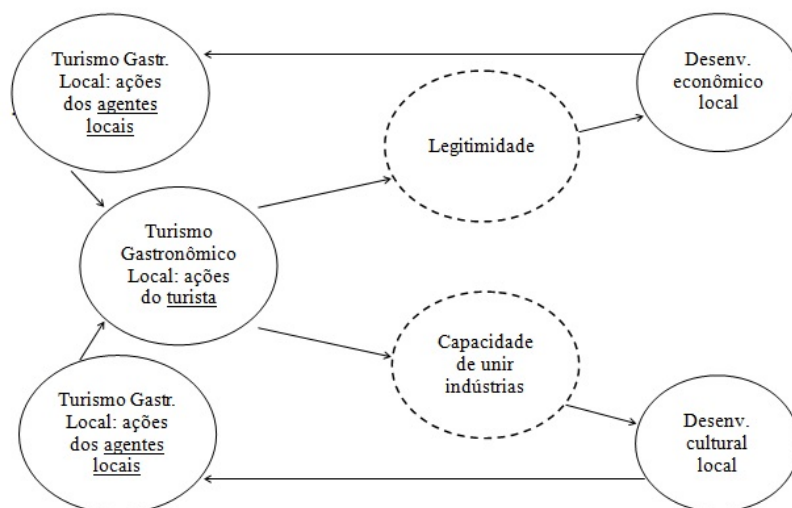 Turismo Gastr.
Local: ações
dos agentes
locais
Desenv.
econômico
local
Legitimidade
Turismo
Gastronômico
Local: ações
do turista
Capacidade
de unir
indústrias
Turismo Gastr.
Local: ações
dos agentes
locais
Desenv.
cultural
local